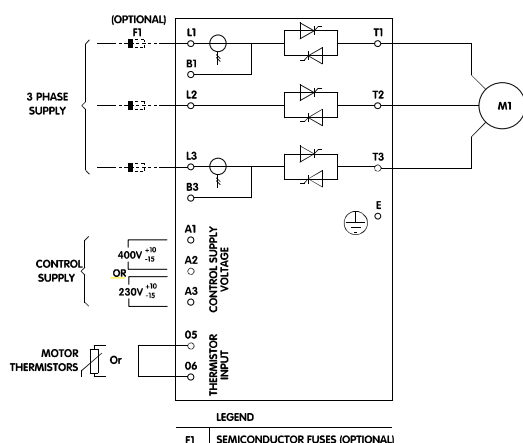 (OPTIONAL)
F1
L1
T1
B1
3 PHASE
SUPPLY
L2
T2
M1
L3
T3
B3
E
A1
400V +10 -15
CONTROL
SUPPLY
OR
A2
230V +10 -15
A3
CONTROL SUPPLY
VOLTAGE
05
MOTOR
THERMISTORS
Or
06
THERMISTOR
INPUT
LEGEND
F1 SEMICONDUCTOR FUSES (OPTIONAL)